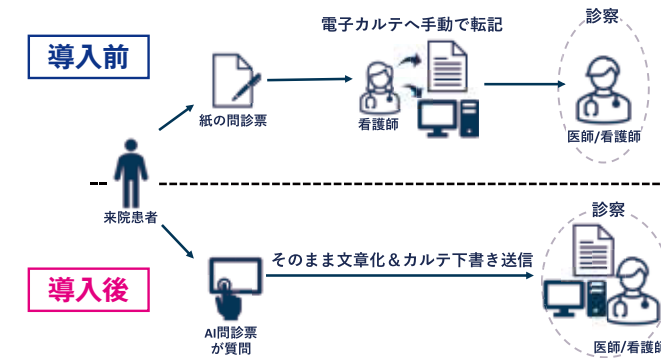 電子カルテへ手動で転記
診察
導入前
紙の問診票
看護師
医師/看護師
来院患者
診察
そのまま文章化＆カルテ下書き送信
導入後
AI問診票
が質問
医師/看護師